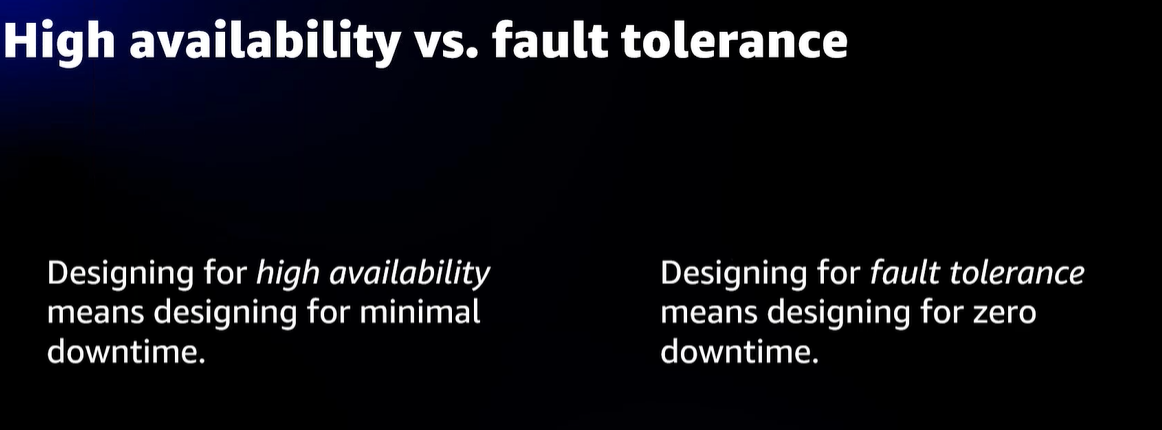 High availability vs. fault tolerance
Designing for high availability
means designing for minimal
downtime.
Designing for fault tolerance
means designing for zero
downtime.